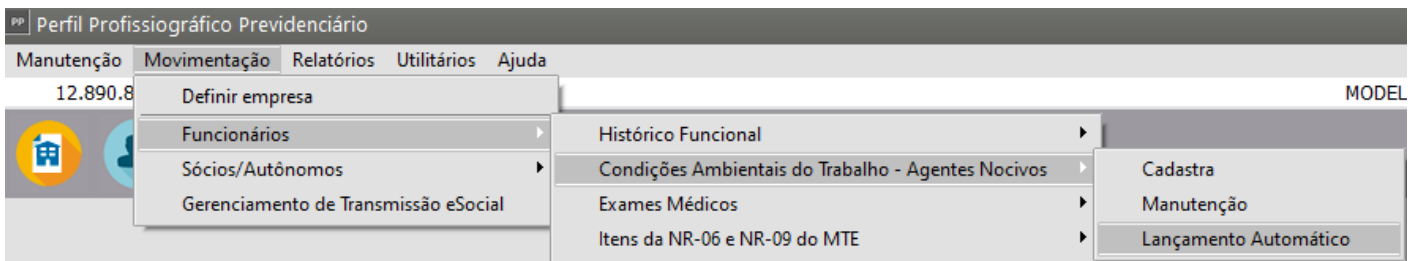 PP Perfil Profissiográfico Previdenciário
Manutenção Movimentação Relatórios Utilitários Ajuda
12.890.8 MODEL
Definir empresa
Funcionários
Sócios/Autônomos
Gerenciamento de Transmissão eSocial
Histórico Funcional
Condições Ambientais do Trabalho - Agentes Nocivos
Exames Médicos
Itens da NR-06 e NR-09 do MTE
Cadastra
Manutenção
Lançamento Automático